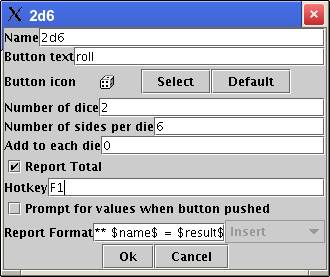 2d6
Name 2d6
Button text roll
Button icon Select Default
Number of dice 2
Number of sides per die 6
Add to each die 0
Report Total
Hotkey F1
Prompt for values when button pushed
Report Format ** $name$ = $result$ Insert
Ok Cancel